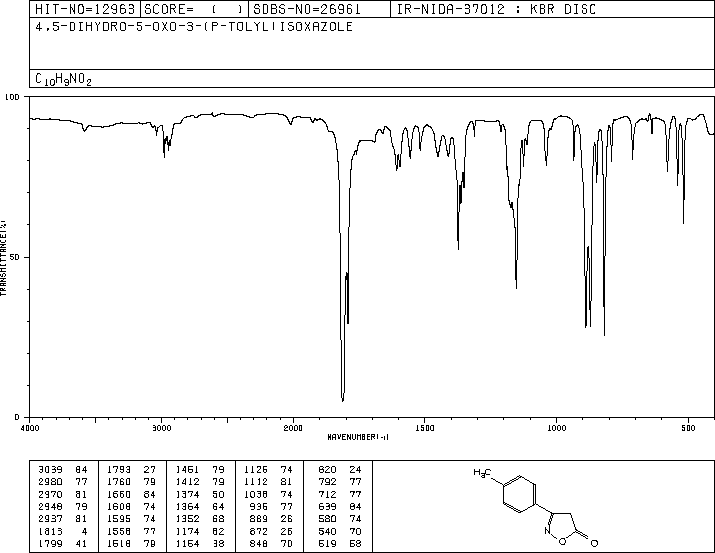 HIT-NO=12963 SCORE= ( ) SDBS-NO=26961 IR-NIDA-37012 : KBR DISC
4,5-DIHYDRO-5-OXO-3-(P-TOLYL)ISOXAZOLE
C10H9NO2
100
50
0
TRANSMITTANCE(%)
4000 3000 2000 1500 1000 500
WAVENUMBER(-1)
3039 84 1793 27 1451 79 1126 74 820 24
2980 77 1760 79 1412 79 1112 81 792 77
2970 81 1660 84 1374 50 1038 74 712 77
2948 79 1608 74 1364 64 935 77 639 84
2937 81 1595 74 1352 68 889 26 580 74
1813 4 1558 77 1174 62 872 26 540 70
1799 41 1518 79 1154 38 848 70 519 58
H3C
N
O
O